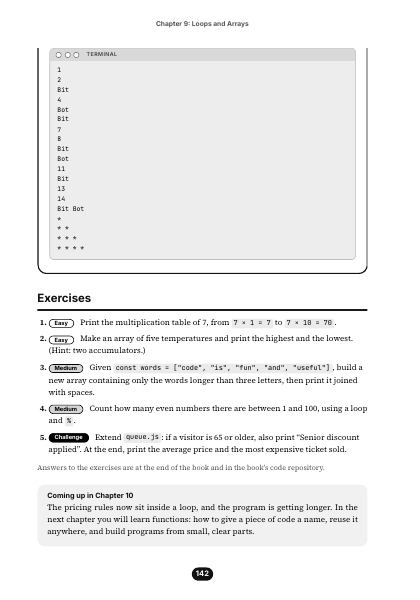 Chapter 9: Loops and Arrays
TERMINAL
1
2
Bit
4
Bot
Bit
7
8
Bit
Bot
11
Bit
13
14
Bit Bot
*
* *
* * *
* * * *
Exercises
1. Easy Print the multiplication table of 7, from 7 × 1 = 7 to 7 × 10 = 70.
2. Easy Make an array of five temperatures and print the highest and the lowest.
(Hint: two accumulators.)
3. Medium Given const words = ["code", "is", "fun", "and", "useful"], build a
new array containing only the words longer than three letters, then print it joined
with spaces.
4. Medium Count how many even numbers there are between 1 and 100, using a loop
and %.
5. Challenge Extend queue.js: if a visitor is 65 or older, also print “Senior discount
applied”. At the end, print the average price and the most expensive ticket sold.
Answers to the exercises are at the end of the book and in the book’s code repository.
Coming up in Chapter 10
The pricing rules now sit inside a loop, and the program is getting longer. In the
next chapter you will learn functions: how to give a piece of code a name, reuse it
anywhere, and build programs from small, clear parts.
142